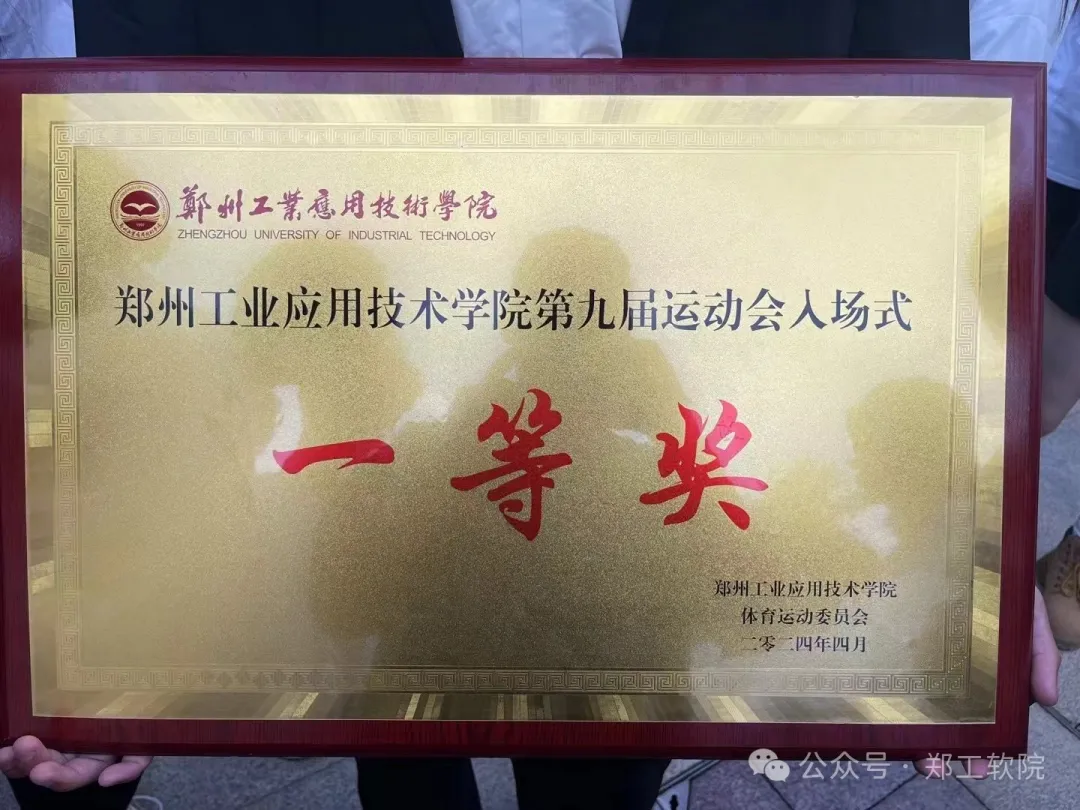 鄭州工業應用技術學院
ZHENGZHOU UNIVERSITY OF INDUSTRIAL TECHNOLOGY
郑州工业应用技术学院第九届运动会入场式
一等奖
郑州工业应用技术学院
体育运动委员会
二零二四年四月
公众号 · 郑工软院